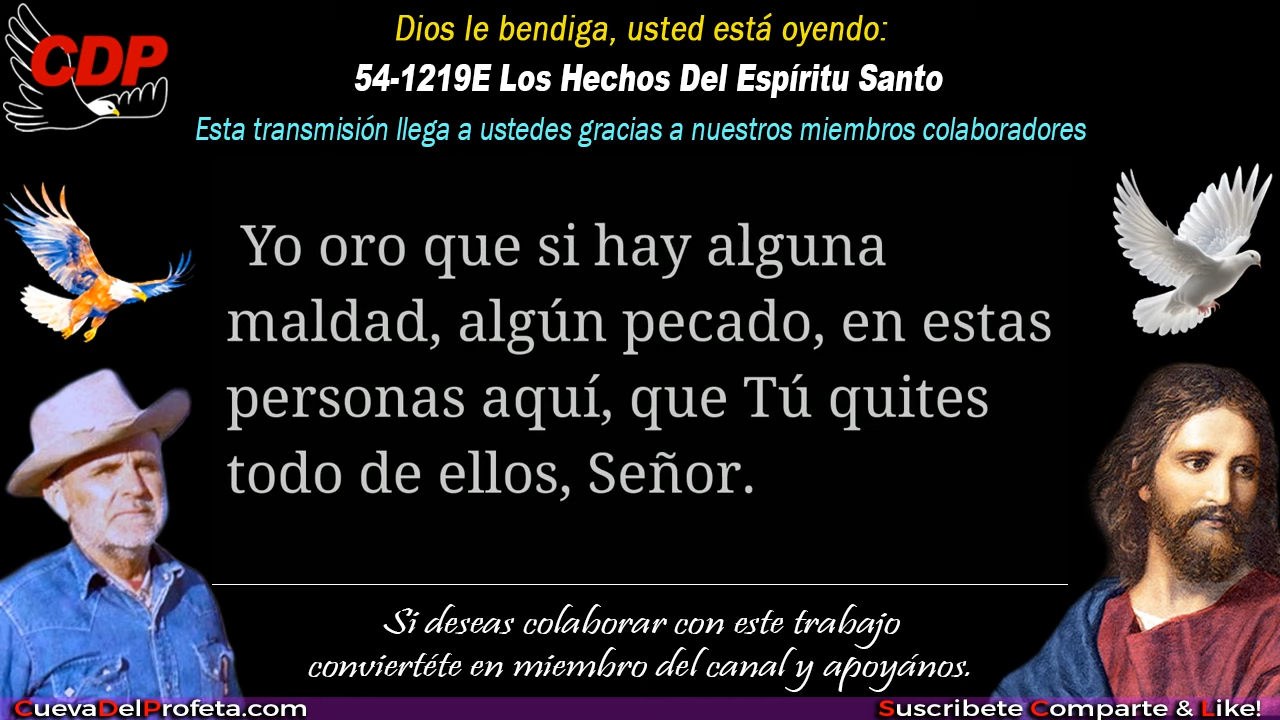 CDP
Dios le bendiga, usted está oyendo:
54-1219E Los Hechos Del Espíritu Santo
Esta transmisión llega a ustedes gracias a nuestros miembros colaboradores
Yo oro que si hay alguna
maldad, algún pecado, en estas
personas aquí, que Tú quites
todo de ellos, Señor.
Si deseas colaborar con este trabajo
conviertéte en miembro del canal y apoyános.
CuevaDelProfeta.com
Suscribete Comparte & Like!